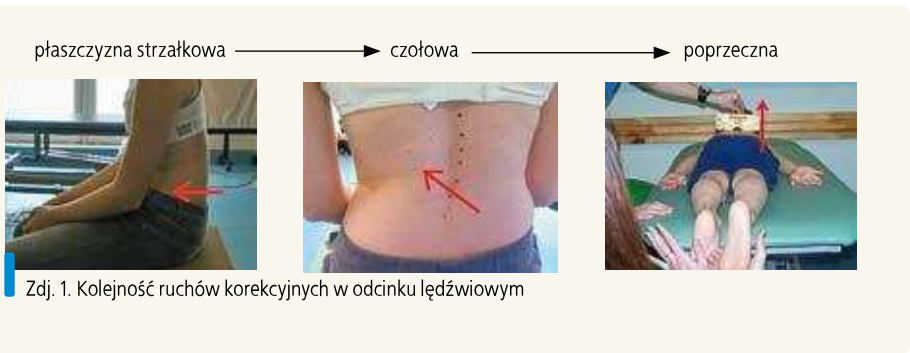 płaszczyzna strzałkowa czołowa poprzeczna
Zdj. 1. Kolejność ruchów korekcyjnych w odcinku lędźwiowym